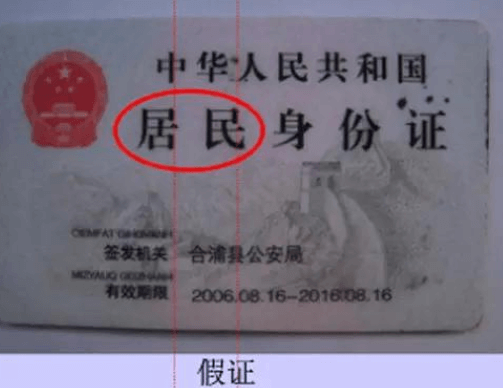 中华人民共和国
居民身份证
签发机关 合浦县公安局
有效期限 2006.08.16-2016.08.16
假证